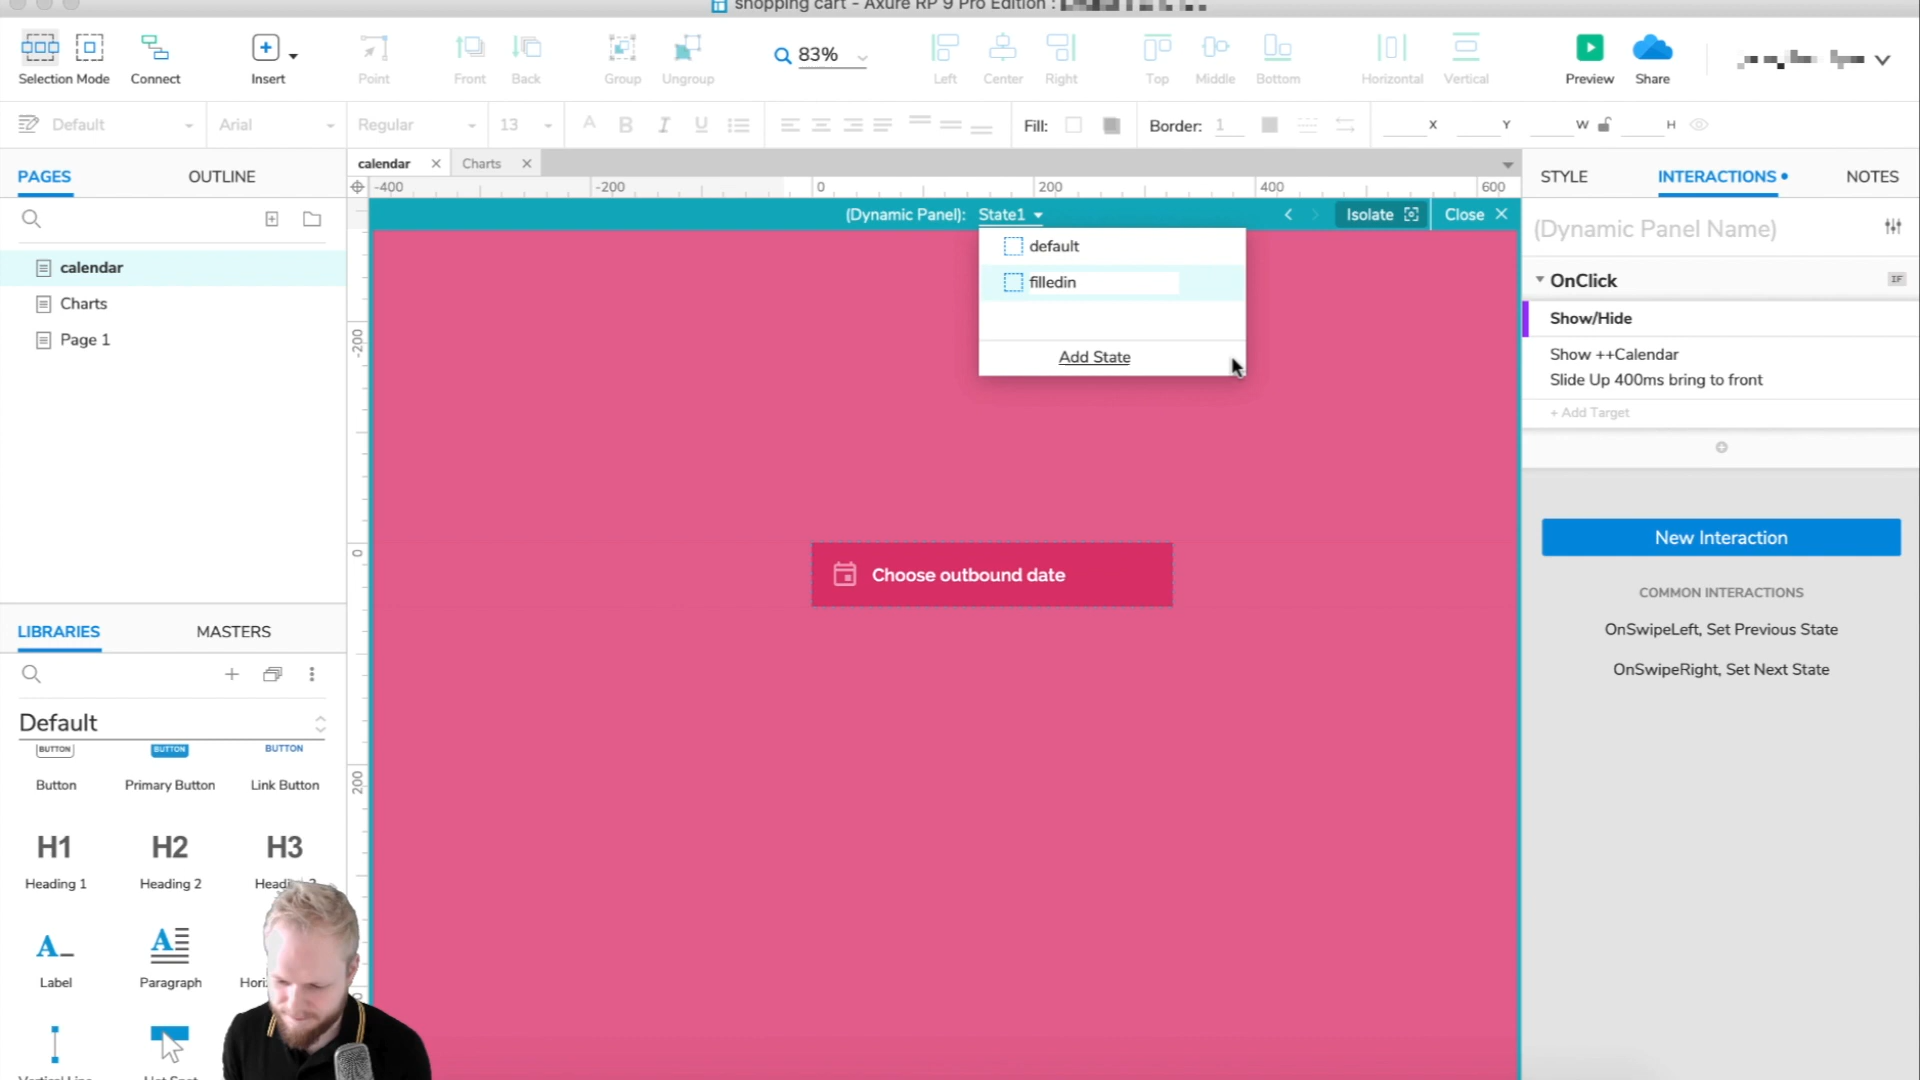 shopping cart - Axure RP 9 Pro Edition :
Selection Mode
Connect
Insert
Point
Front
Back
Group
Ungroup
83%
Left
Center
Right
Top
Middle
Bottom
Horizontal
Vertical
Preview
Share
Default
Arial
Regular
13
A
B
I
U
Fill:
Border:
1
X
Y
W
H
PAGES
OUTLINE
calendar
Charts
Page 1
calendar
Charts
-400
-200
0
200
400
600
-200
0
200
(Dynamic Panel):
State1
Isolate
Close
default
filledin
Add State
Choose outbound date
STYLE
INTERACTIONS
NOTES
(Dynamic Panel Name)
OnClick
IF
Show/Hide
Show ++Calendar
Slide Up 400ms bring to front
+ Add Target
New Interaction
COMMON INTERACTIONS
OnSwipeLeft, Set Previous State
OnSwipeRight, Set Next State
LIBRARIES
MASTERS
Default
BUTTON
BUTTON
BUTTON
Button
Primary Button
Link Button
H1
H2
H3
Heading 1
Heading 2
A
A
Label
Paragraph